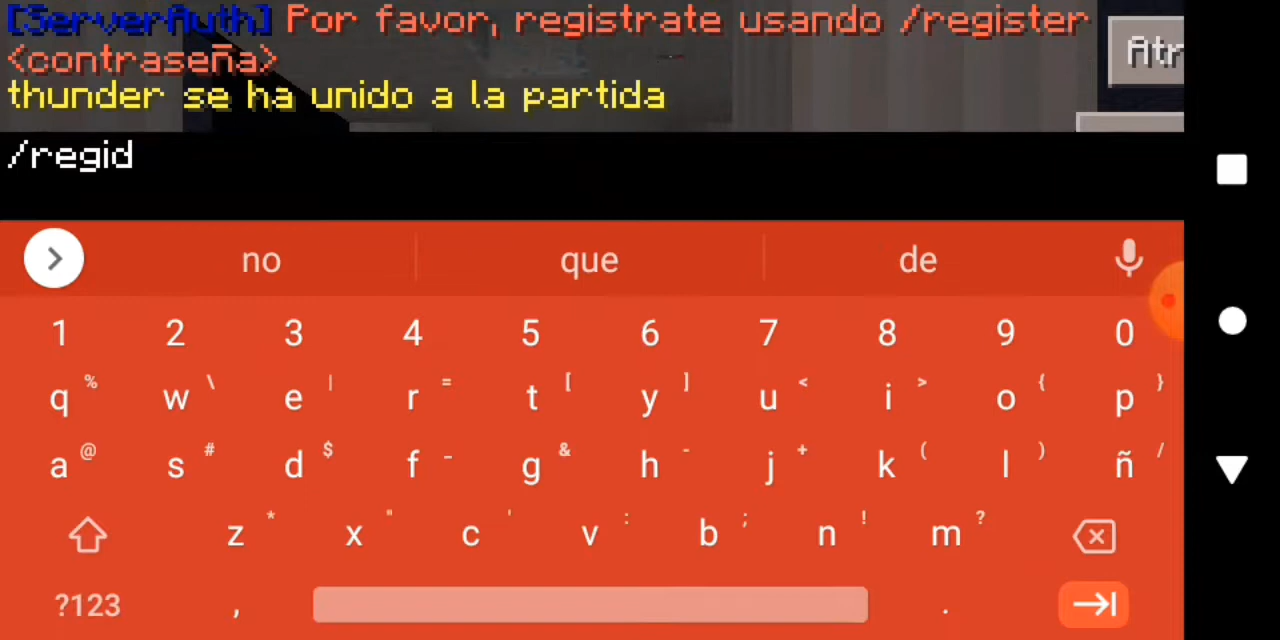 [ServerAuth] Por favor, registrate usando /register
<contraseña>
Atr
thunder se ha unido a la partida
/regid
no que de
1 2 3 4 5 6 7 8 9 0
q % w \ e | r = t [ y ] u < i > o { p }
a @ s # d $ f - g & h - j + k ( l ) ñ /
z * x " c ' v : b ; n ! m ?
?123 , .